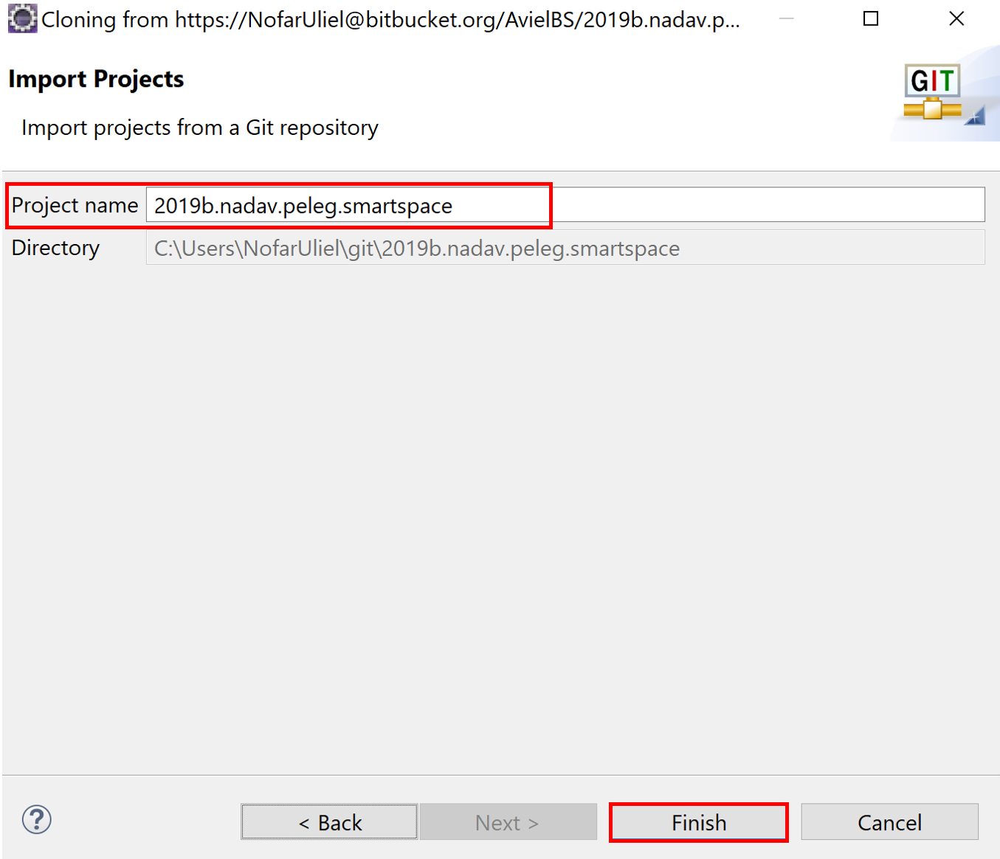 Cloning from https://NofarUliel@bitbucket.org/AvielBS/2019b.nadav.p...
Import Projects
GIT
Import projects from a Git repository
Project name 2019b.nadav.peleg.smartspace
Directory C:\Users\NofarUliel\git\2019b.nadav.peleg.smartspace
? < Back Next > Finish Cancel